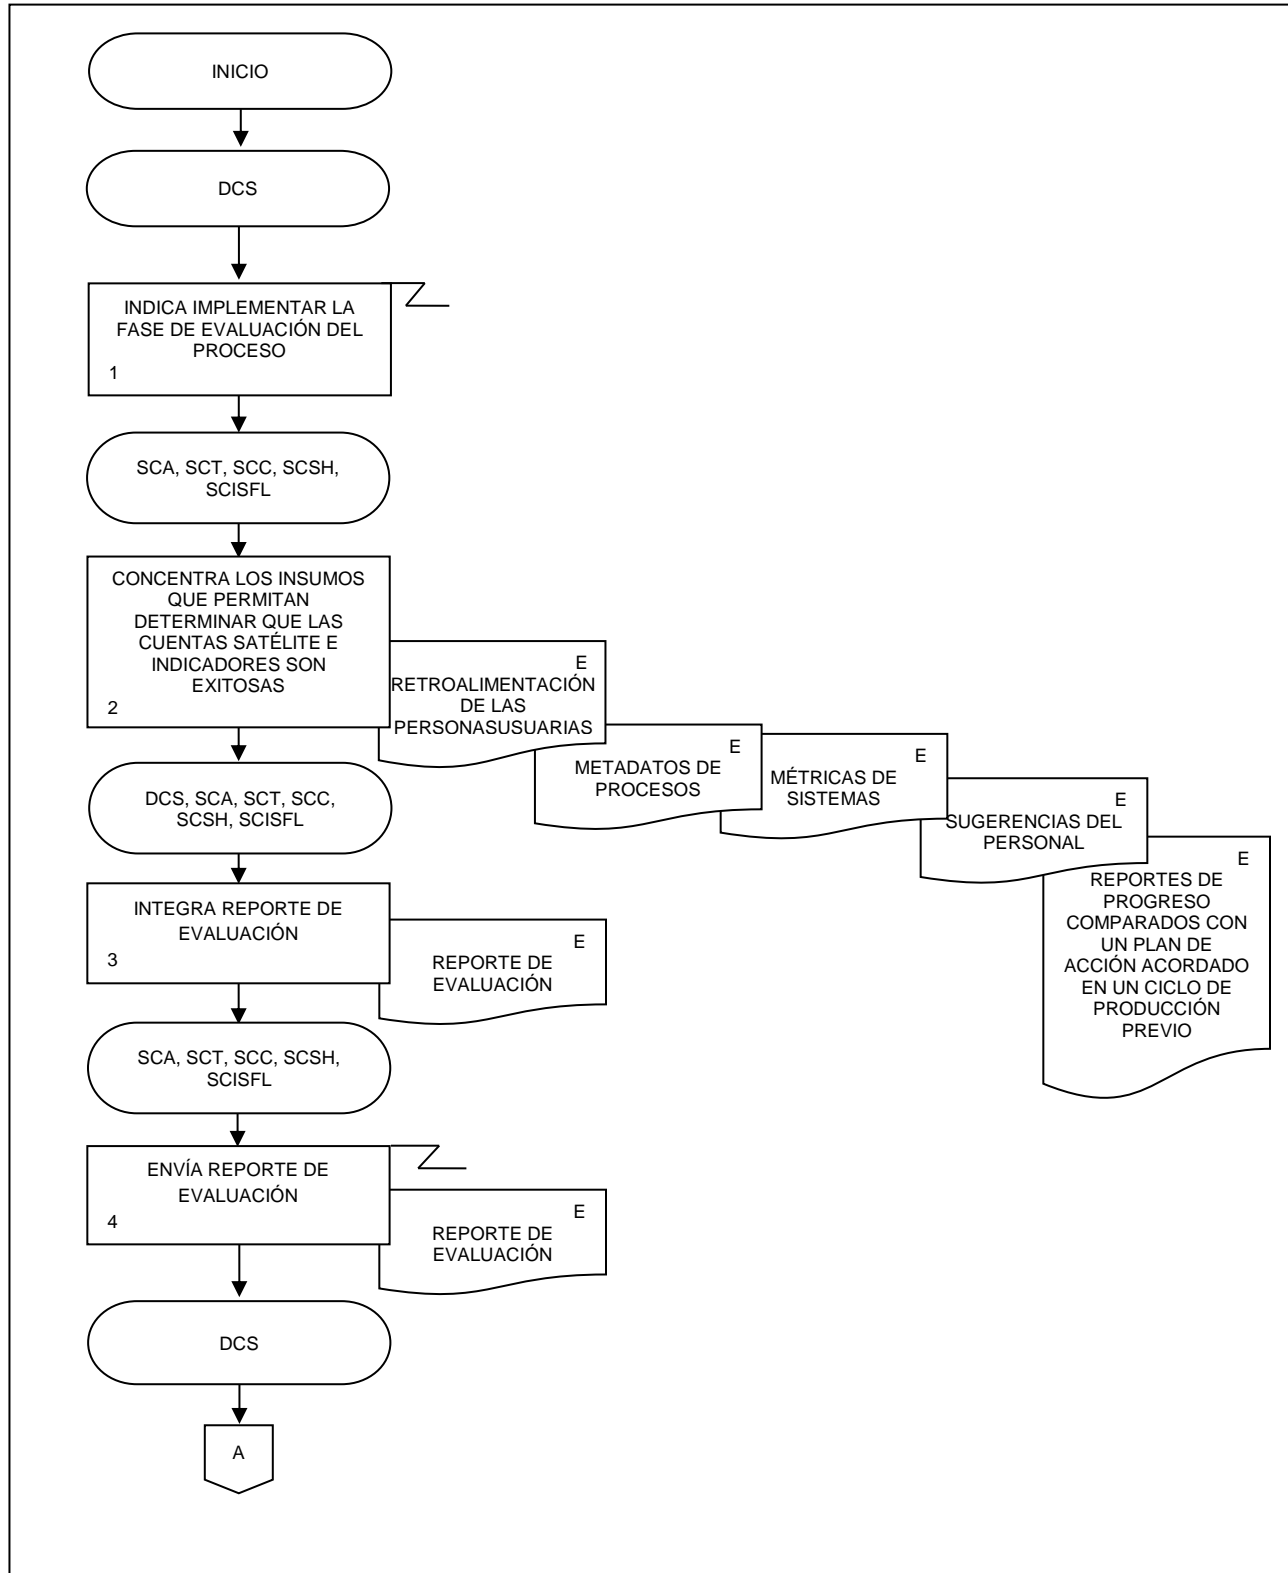 INICIO
DCS
INDICA IMPLEMENTAR LA
FASE DE EVALUACIÓN DEL
PROCESO
1
SCA, SCT, SCC, SCSH,
SCISFL
CONCENTRA LOS INSUMOS
QUE PERMITAN
DETERMINAR QUE LAS
CUENTAS SATÉLITE E
INDICADORES SON
EXITOSAS
2
E
RETROALIMENTACIÓN
DE LAS
PERSONASUSUARIAS
E
METADATOS DE
PROCESOS
E
MÉTRICAS DE
SISTEMAS
E
SUGERENCIAS DEL
PERSONAL
E
REPORTES DE
PROGRESO
COMPARADOS CON
UN PLAN DE
ACCIÓN ACORDADO
EN UN CICLO DE
PRODUCCIÓN
PREVIO
DCS, SCA, SCT, SCC,
SCSH, SCISFL
INTEGRA REPORTE DE
EVALUACIÓN
3
E
REPORTE DE
EVALUACIÓN
SCA, SCT, SCC, SCSH,
SCISFL
ENVÍA REPORTE DE
EVALUACIÓN
4
E
REPORTE DE
EVALUACIÓN
DCS
A